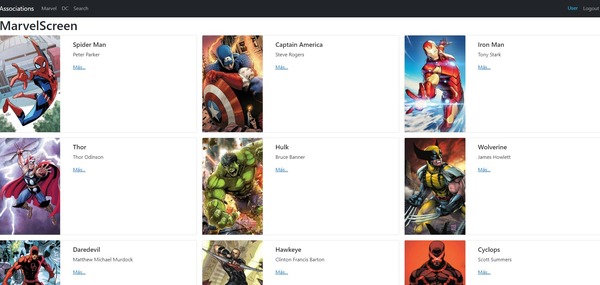 Associations Marvel DC Search User Logout
MarvelScreen
Spider Man
Peter Parker
Más...
Captain America
Steve Rogers
Más...
Iron Man
Tony Stark
Más...
Thor
Thor Odinson
Más...
Hulk
Bruce Banner
Más...
Wolverine
James Howlett
Más...
Daredevil
Matthew Michael Murdock
Más...
Hawkeye
Clinton Francis Barton
Más...
Cyclops
Scott Summers
Más...